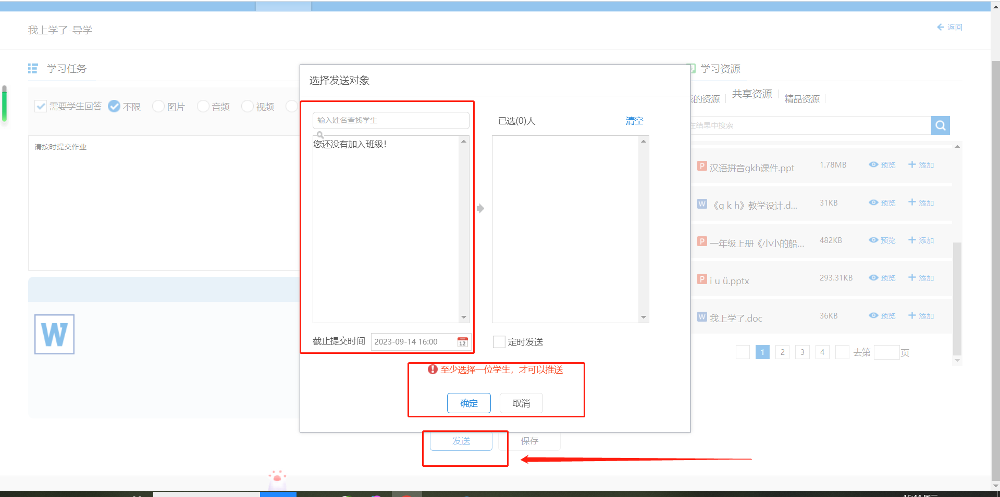 我上学了-导学
返回
学习任务
需要学生回答 不限 图片 音频 视频
请按时提交作业
W
选择发送对象
输入姓名查找学生
您还没有加入班级!
已选(0)人 清空
截止提交时间 2023-09-14 16:00 12
定时发送
至少选择一位学生，才可以推送
确定 取消
发送 保存
学习资源
的资源 共享资源 精品资源
在结果中搜索
P 汉语拼音gkh课件.ppt 1.78MB 预览 添加
W 《g k h》教学设计.d... 31KB 预览 添加
P 一年级上册《小小的船... 482KB 预览 添加
P i u ü.pptx 293.31KB 预览 添加
W 我上学了.doc 36KB 预览 添加
1 2 3 4 去第 页